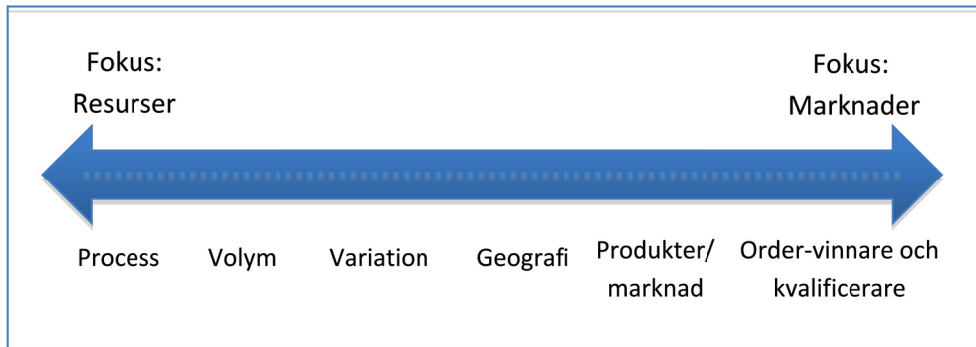 Fokus:
Resurser
Fokus:
Marknader
Process
Volym
Variation
Geografi
Produkter/
marknad
Order-vinnare och
kvalificerare